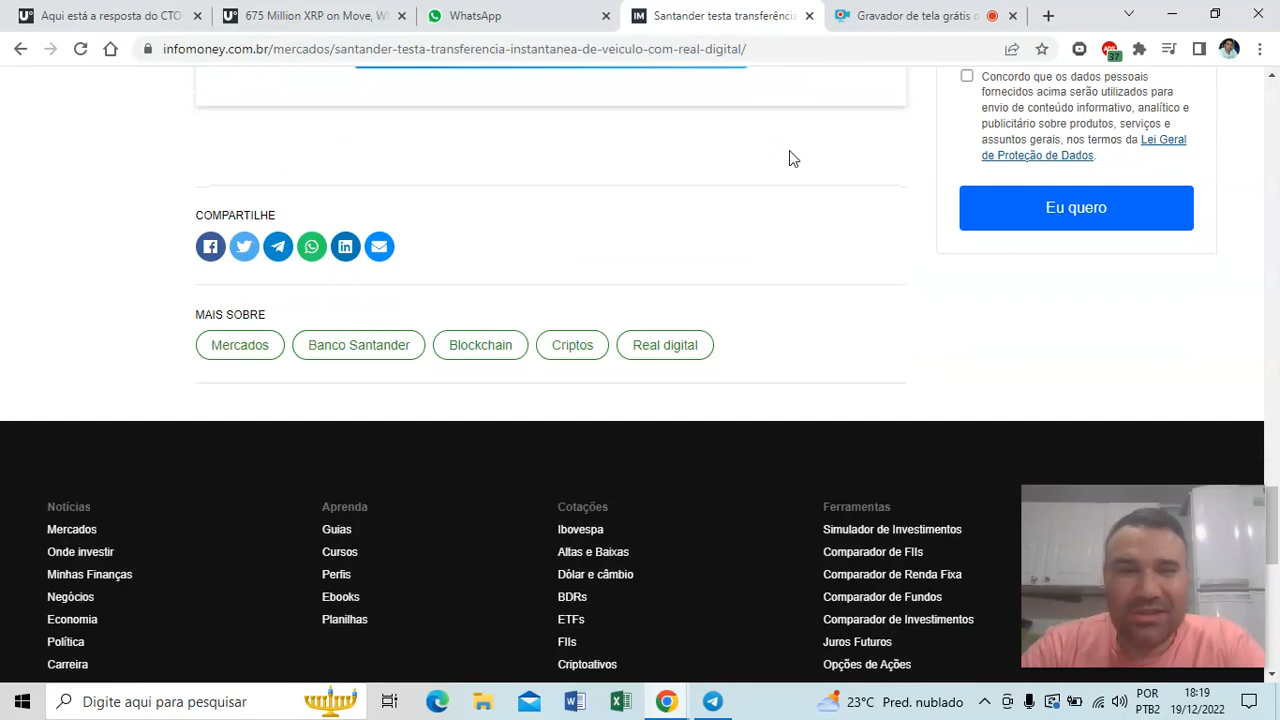 Aqui está a resposta do CTO
675 Million XRP on Move, Wh
WhatsApp
Santander testa transferência
Gravador de tela grátis o
infomoney.com.br/mercados/santander-testa-transferencia-instantanea-de-veiculo-com-real-digital/
37
Concordo que os dados pessoais
fornecidos acima serão utilizados para
envio de conteúdo informativo, analítico e
publicitário sobre produtos, serviços e
assuntos gerais, nos termos da Lei Geral
de Proteção de Dados.
Eu quero
COMPARTILHE
MAIS SOBRE
Mercados
Banco Santander
Blockchain
Criptos
Real digital
Notícias
Mercados
Onde investir
Minhas Finanças
Negócios
Economia
Política
Carreira
Aprenda
Guias
Cursos
Perfis
Ebooks
Planilhas
Cotações
Ibovespa
Altas e Baixas
Dólar e câmbio
BDRs
ETFs
FIIs
Criptoativos
Ferramentas
Simulador de Investimentos
Comparador de FIIs
Comparador de Renda Fixa
Comparador de Fundos
Comparador de Investimentos
Juros Futuros
Opções de Ações
Digite aqui para pesquisar
23°C Pred. nublado
POR
PTB2
18:19
19/12/2022